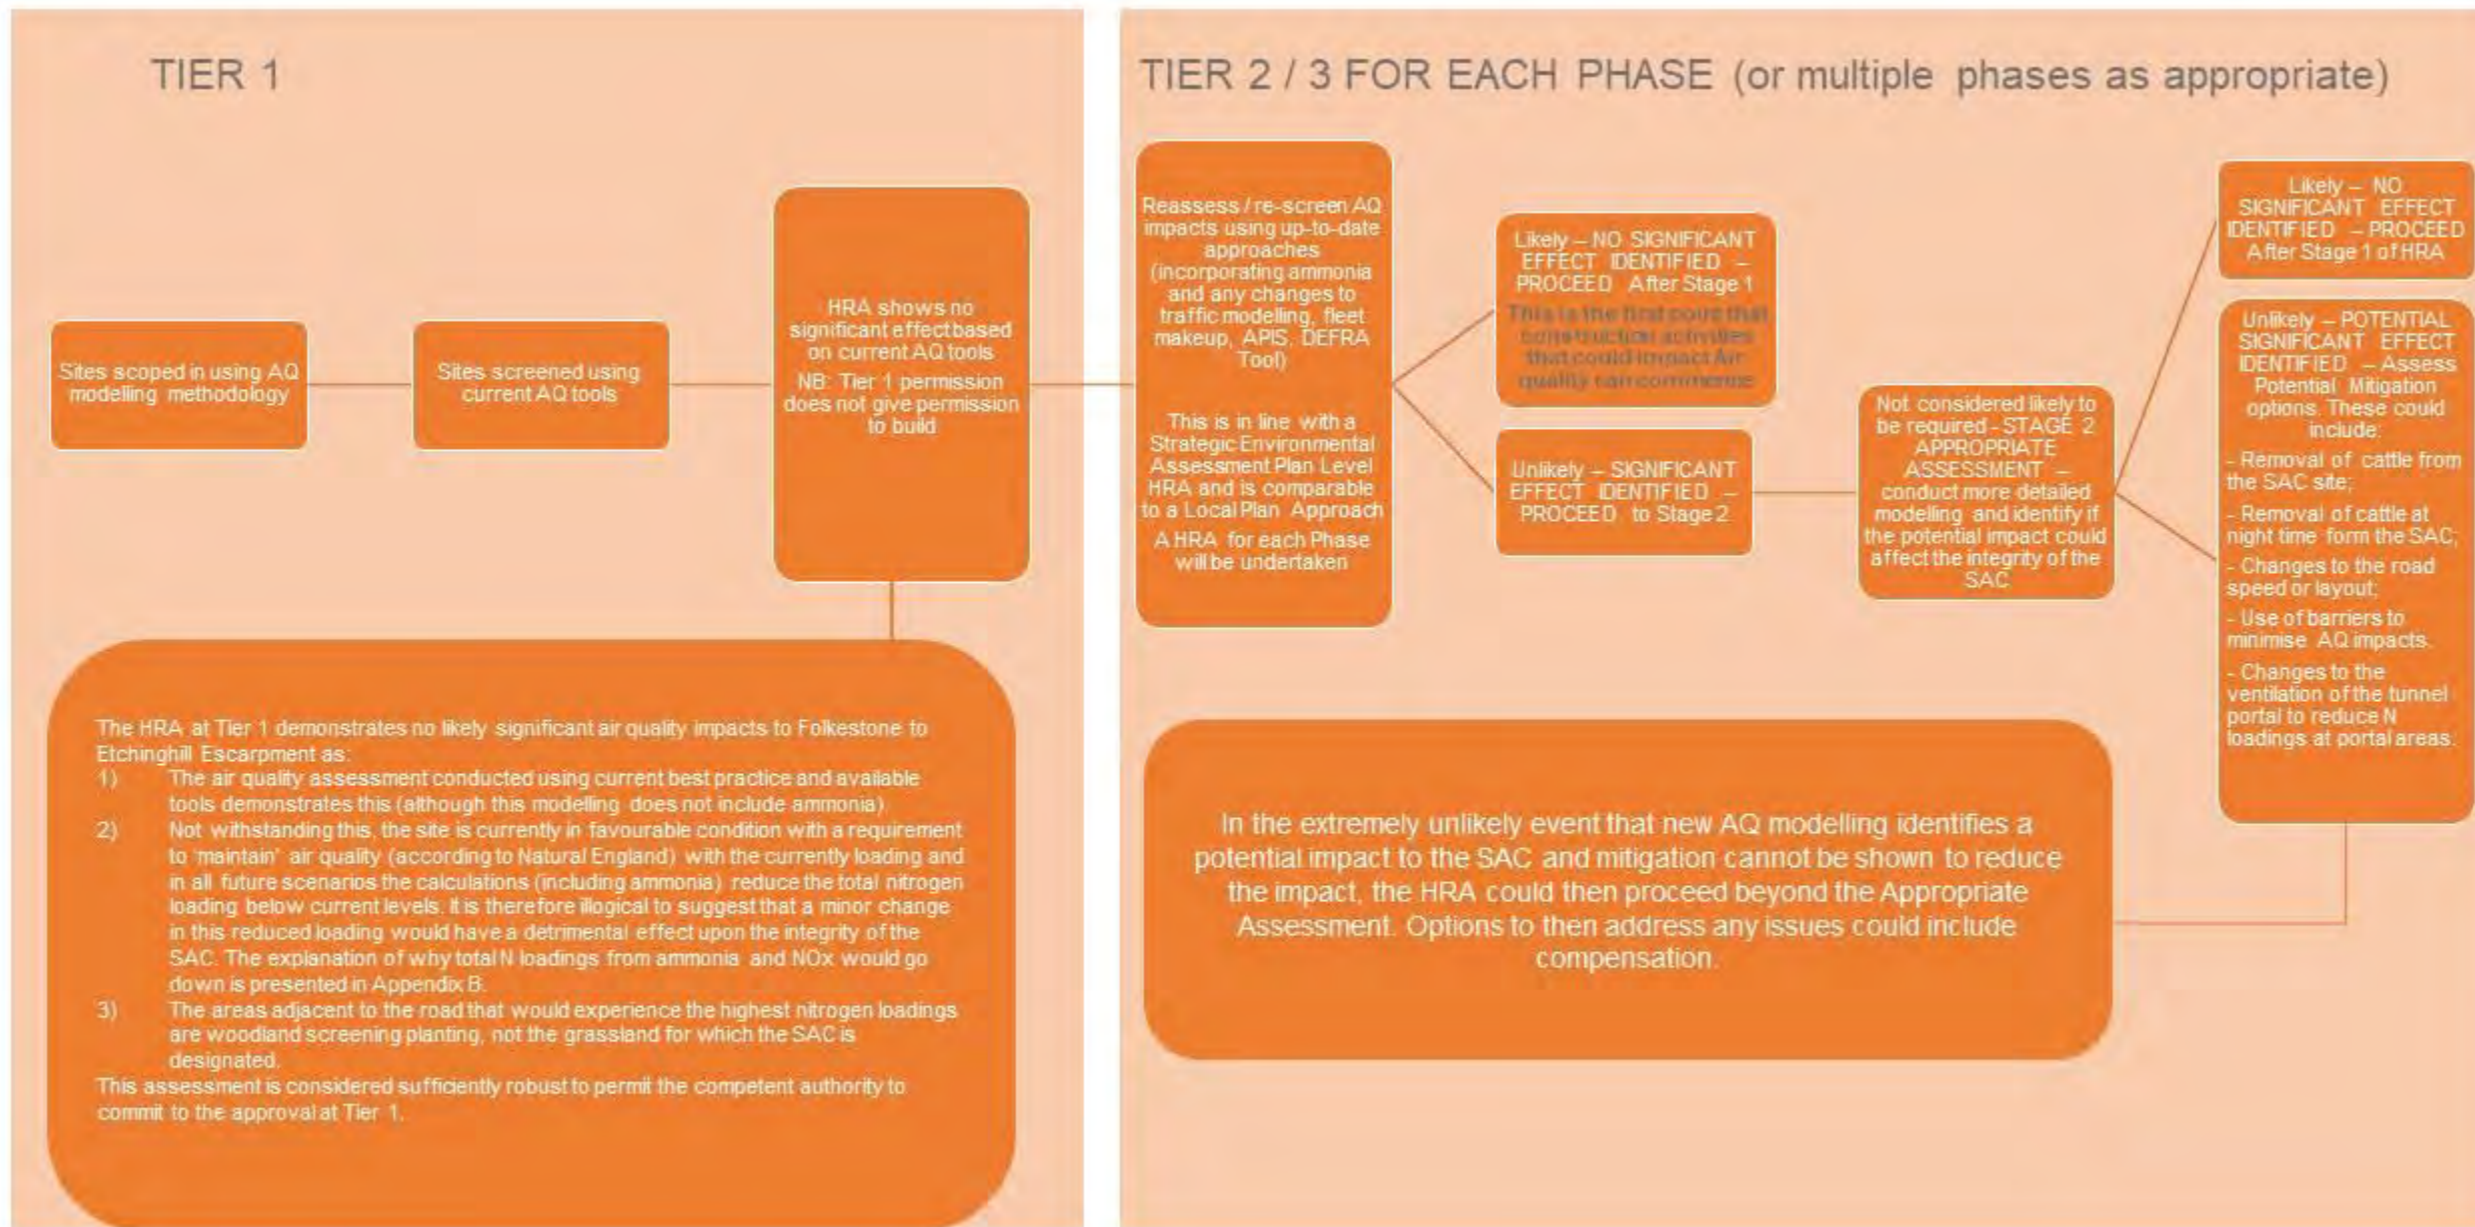 TIER 1
Sites scoped in using AQ
modelling methodology
Sites screened using
current AQ tools
HRA shows no
significant effect based
on current AQ tools
NB: Tier 1 permission
does not give permission
to build
The HRA at Tier 1 demonstrates no likely significant air quality impacts to Folkestone to
Etchinghill Escarpment as:
1) The air quality assessment conducted using current best practice and available
tools demonstrates this (although this modelling does not include ammonia)
2) Not withstanding this, the site is currently in favourable condition with a requirement
to 'maintain' air quality (according to Natural England) with the currently loading and
in all future scenarios the calculations (including ammonia) reduce the total nitrogen
loading below current levels. It is therefore illogical to suggest that a minor change
in this reduced loading would have a detrimental effect upon the integrity of the
SAC. The explanation of why total N loadings from ammonia and NOx would go
down is presented in Appendix B.
3) The areas adjacent to the road that would experience the highest nitrogen loadings
are woodland screening planting, not the grassland for which the SAC is
designated.
This assessment is considered sufficiently robust to permit the competent authority to
commit to the approval at Tier 1.
TIER 2 / 3 FOR EACH PHASE (or multiple phases as appropriate)
Reassess / re-screen AQ
impacts using up-to-date
approaches
(incorporating ammonia
and any changes to
traffic modelling, fleet
makeup, APIS, DEFRA
Tool)
This is in line with a
Strategic Environmental
Assessment Plan Level
HRA and is comparable
to a Local Plan Approach
A HRA for each Phase
will be undertaken
Likely – NO SIGNIFICANT
EFFECT IDENTIFIED –
PROCEED After Stage 1
This is the first point that
construction activities
that could impact Air
quality can commence
Unlikely – SIGNIFICANT
EFFECT IDENTIFIED –
PROCEED to Stage 2
Not considered likely to
be required - STAGE 2
APPROPRIATE
ASSESSMENT –
conduct more detailed
modelling and identify if
the potential impact could
affect the integrity of the
SAC
Likely – NO
SIGNIFICANT EFFECT
IDENTIFIED – PROCEED
After Stage 1 of HRA
Unlikely – POTENTIAL
SIGNIFICANT EFFECT
IDENTIFIED – Assess
Potential Mitigation
options. These could
include:
- Removal of cattle from
the SAC site;
- Removal of cattle at
night time form the SAC;
- Changes to the road
speed or layout;
- Use of barriers to
minimise AQ impacts.
- Changes to the
ventilation of the tunnel
portal to reduce N
loadings at portal areas.
In the extremely unlikely event that new AQ modelling identifies a
potential impact to the SAC and mitigation cannot be shown to reduce
the impact, the HRA could then proceed beyond the Appropriate
Assessment. Options to then address any issues could include
compensation.